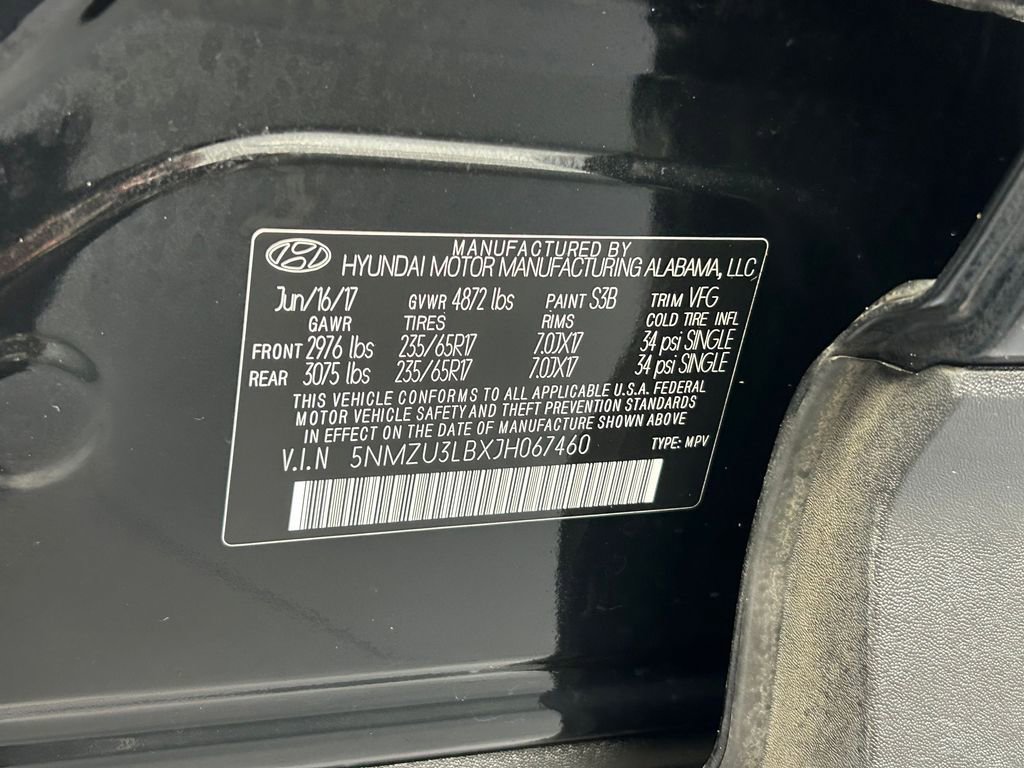 MANUFACTURED BY
HYUNDAI MOTOR MANUFACTURING ALABAMA, LLC
Jun/16/17 GVWR 4872 lbs PAINT S3B TRIM VFG
GAWR TIRES RIMS COLD TIRE INFL
FRONT 2976 lbs 235/65R17 7.0JX17 34 psi SINGLE
REAR 3075 lbs 235/65R17 7.0JX17 34 psi SINGLE
THIS VEHICLE CONFORMS TO ALL APPLICABLE U.S.A. FEDERAL
MOTOR VEHICLE SAFETY AND THEFT PREVENTION STANDARDS
IN EFFECT ON THE DATE OF MANUFACTURE SHOWN ABOVE
V.I.N 5NMZU3LBXJH067460 TYPE: MPV